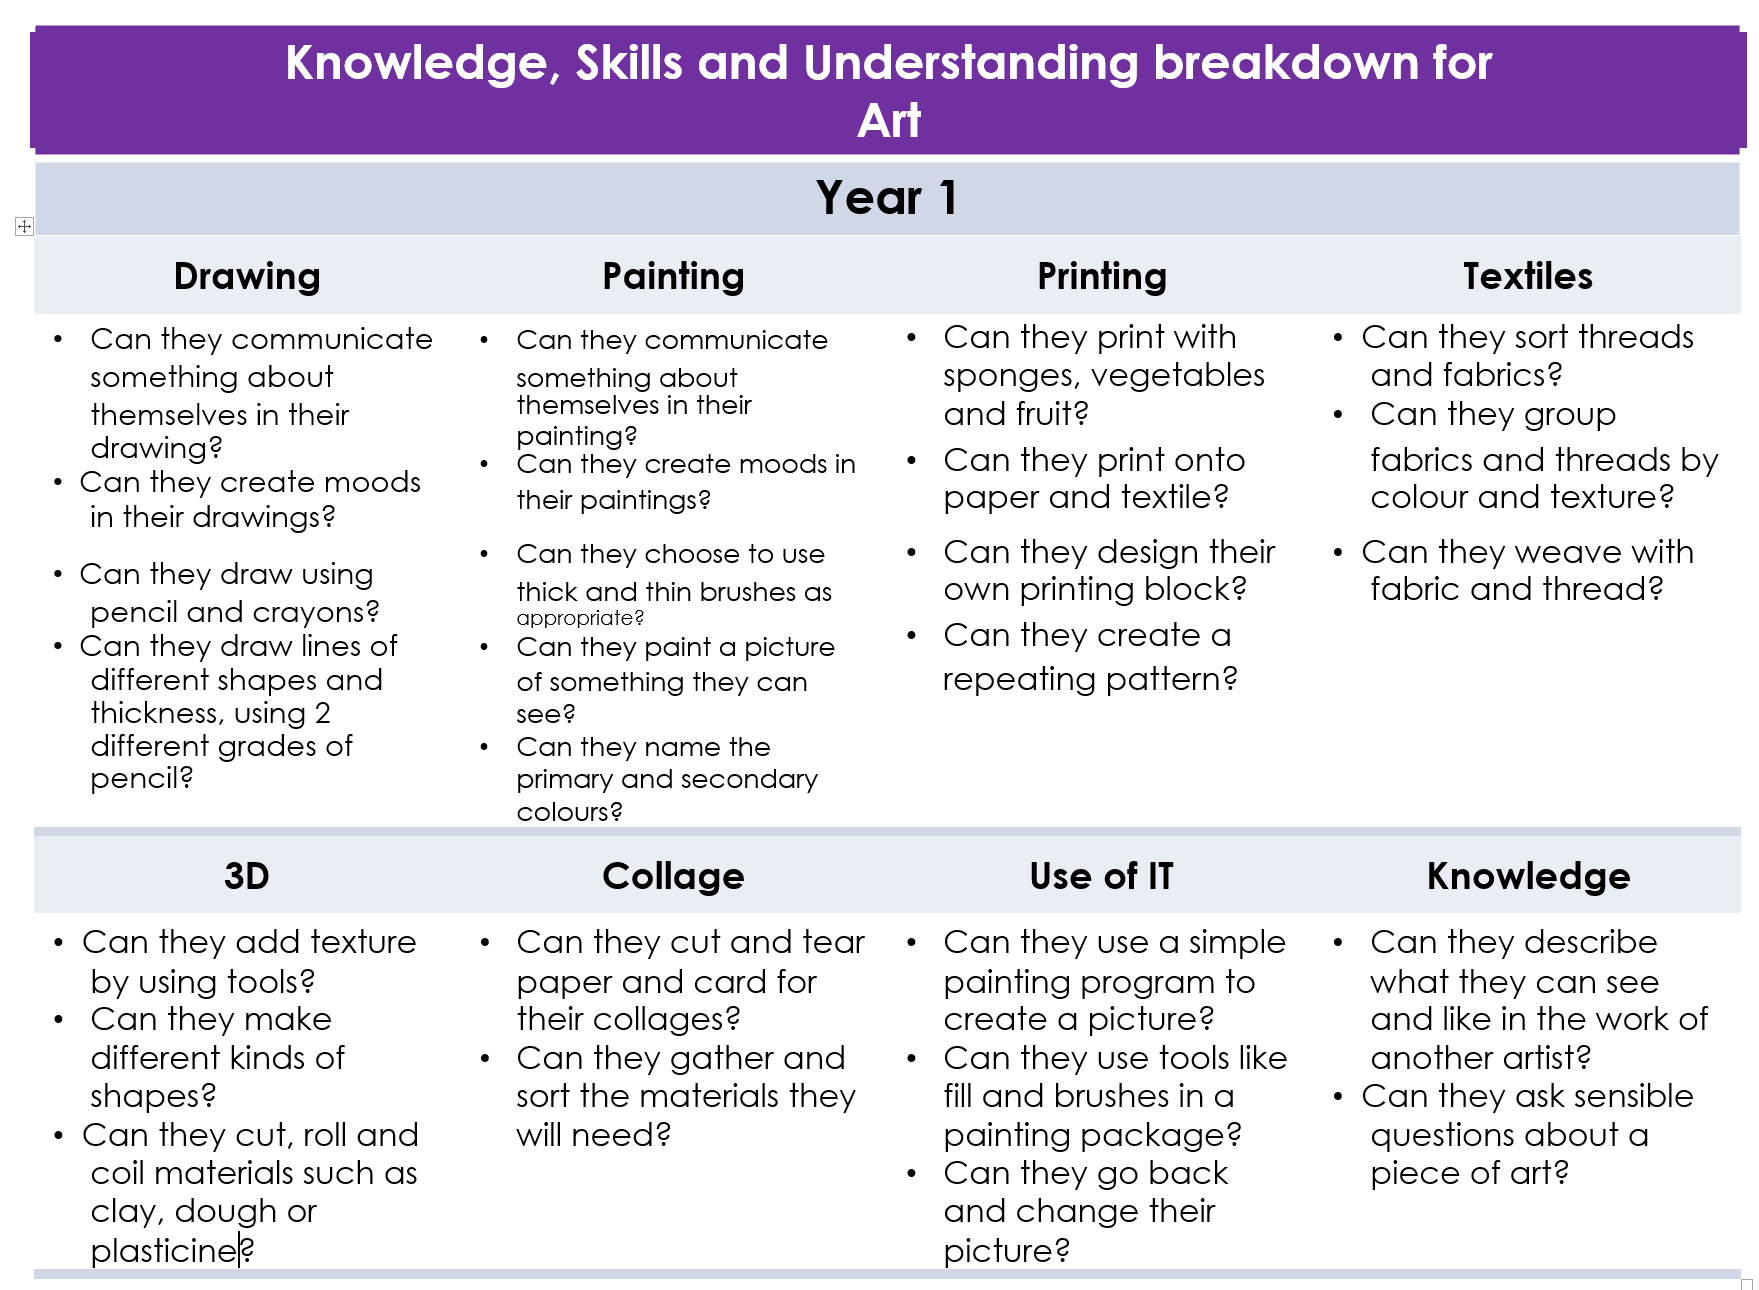 Knowledge, Skills and Understanding breakdown for
Art
Year 1
Drawing
• Can they communicate
something about
themselves in their
drawing?
• Can they create moods
in their drawings?
• Can they draw using
pencil and crayons?
• Can they draw lines of
different shapes and
thickness, using 2
different grades of
pencil?
Painting
• Can they communicate
something about
themselves in their
painting?
• Can they create moods in
their paintings?
• Can they choose to use
thick and thin brushes as
appropriate?
• Can they paint a picture
of something they can
see?
• Can they name the
primary and secondary
colours?
Printing
• Can they print with
sponges, vegetables
and fruit?
• Can they print onto
paper and textile?
• Can they design their
own printing block?
• Can they create a
repeating pattern?
Textiles
• Can they sort threads
and fabrics?
• Can they group
fabrics and threads by
colour and texture?
• Can they weave with
fabric and thread?
3D
• Can they add texture
by using tools?
• Can they make
different kinds of
shapes?
• Can they cut, roll and
coil materials such as
clay, dough or
plasticine?
Collage
• Can they cut and tear
paper and card for
their collages?
• Can they gather and
sort the materials they
will need?
Use of IT
• Can they use a simple
painting program to
create a picture?
• Can they use tools like
fill and brushes in a
painting package?
• Can they go back
and change their
picture?
Knowledge
• Can they describe
what they can see
and like in the work of
another artist?
• Can they ask sensible
questions about a
piece of art?